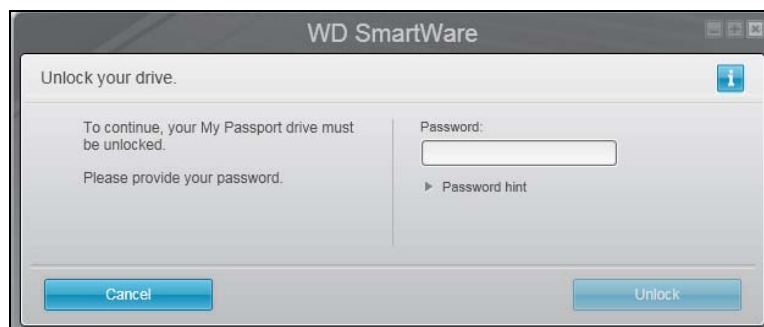 WD SmartWare
Unlock your drive.
i
To continue, your My Passport drive must
be unlocked.
Please provide your password.
Password:
Password hint
Cancel
Unlock